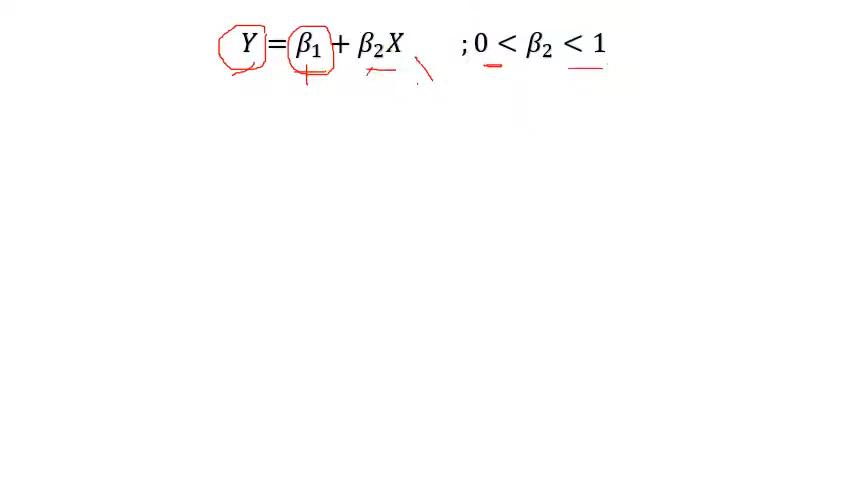 Y = β₁ + β₂X ; 0 < β₂ < 1